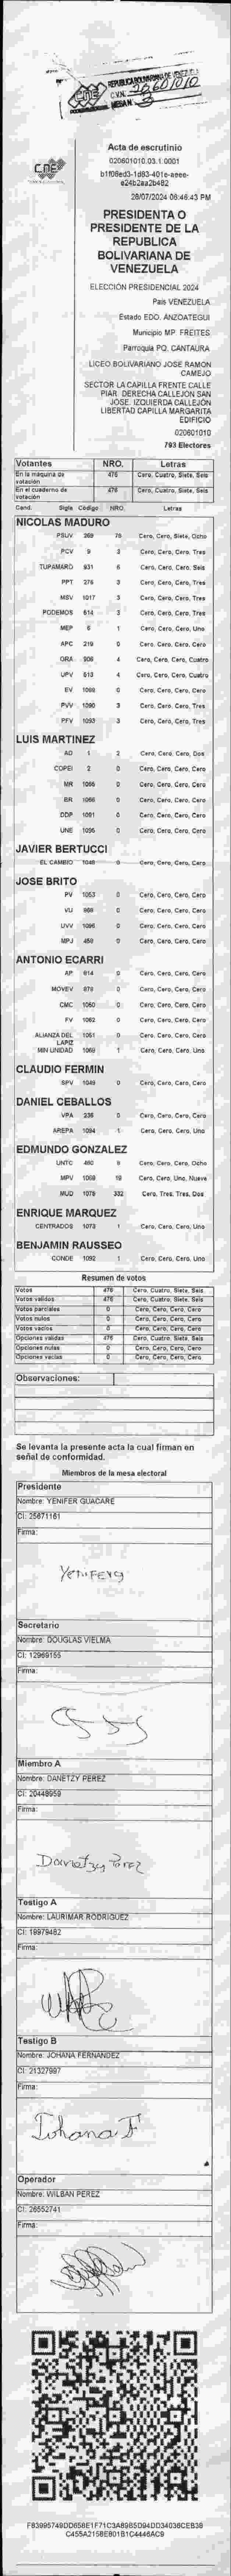 REPUBLICA BOLIVARIANA DE VENEZUELA
CNE
C.V.N. 020601010
MESA N° 3
CNE
Acta de escrutinio
020601010.03.1.0001
28/07/2024 08:46:43 PM
PRESIDENTA O
PRESIDENTE DE LA
REPUBLICA
BOLIVARIANA DE
VENEZUELA
ELECCIÓN PRESIDENCIAL 2024
País VENEZUELA
Estado EDO. ANZOATEGUI
Municipio MP. FREITES
Parroquia PQ. CANTAURA
LICEO BOLIVARIANO JOSE RAMON
CAMEJO
SECTOR LA CAPILLA FRENTE CALLE
PIAR. DERECHA CALLEJÓN SAN
JOSE. IZQUIERDA CALLEJÓN
LIBERTAD CAPILLA MARGARITA
EDIFICIO
020601010
793 Electores
Votantes NRO. Letras
En la máquina de votación 476 Cero, Cuatro, Siete, Seis
En el cuaderno de votación 476 Cero, Cuatro, Siete, Seis
Cand. Sigla Código NRO. Letras
NICOLAS MADURO
PSUV 268 78 Cero, Cero, Siete, Ocho
PCV 9 3 Cero, Cero, Cero, Tres
TUPAMARO 931 6 Cero, Cero, Cero, Seis
PPT 276 3 Cero, Cero, Cero, Tres
MSV 1017 3 Cero, Cero, Cero, Tres
PODEMOS 614 3 Cero, Cero, Cero, Tres
MEP 6 1 Cero, Cero, Cero, Uno
APC 219 0 Cero, Cero, Cero, Cero
ORA 906 4 Cero, Cero, Cero, Cuatro
UPV 613 4 Cero, Cero, Cero, Cuatro
EV 1088 0 Cero, Cero, Cero, Cero
PVV 1090 3 Cero, Cero, Cero, Tres
PFV 1093 3 Cero, Cero, Cero, Tres
LUIS MARTINEZ
AD 1 2 Cero, Cero, Cero, Dos
COPEI 2 0 Cero, Cero, Cero, Cero
MR 1065 0 Cero, Cero, Cero, Cero
BR 1066 0 Cero, Cero, Cero, Cero
DDP 1091 0 Cero, Cero, Cero, Cero
UNE 1095 0 Cero, Cero, Cero, Cero
JAVIER BERTUCCI
EL CAMBIO 1048 0 Cero, Cero, Cero, Cero
JOSE BRITO
PV 1053 0 Cero, Cero, Cero, Cero
VU 868 0 Cero, Cero, Cero, Cero
UVV 1096 0 Cero, Cero, Cero, Cero
MPJ 459 0 Cero, Cero, Cero, Cero
ANTONIO ECARRI
AP 814 0 Cero, Cero, Cero, Cero
MOVEV 879 0 Cero, Cero, Cero, Cero
CMC 1050 0 Cero, Cero, Cero, Cero
FV 1062 0 Cero, Cero, Cero, Cero
ALIANZA DEL LAPIZ 1051 0 Cero, Cero, Cero, Cero
MIN UNIDAD 1069 1 Cero, Cero, Cero, Uno
CLAUDIO FERMIN
SPV 1049 0 Cero, Cero, Cero, Cero
DANIEL CEBALLOS
VPA 236 0 Cero, Cero, Cero, Cero
AREPA 1094 1 Cero, Cero, Cero, Uno
EDMUNDO GONZALEZ
UNTC 460 8 Cero, Cero, Cero, Ocho
MPV 1068 19 Cero, Cero, Uno, Nueve
MUD 1078 332 Cero, Tres, Tres, Dos
ENRIQUE MARQUEZ
CENTRADOS 1073 1 Cero, Cero, Cero, Uno
BENJAMIN RAUSSEO
CONDE 1092 1 Cero, Cero, Cero, Uno
Resumen de votos
Votos 476 Cero, Cuatro, Siete, Seis
Votos validos 476 Cero, Cuatro, Siete, Seis
Votos parciales 0 Cero, Cero, Cero, Cero
Votos nulos 0 Cero, Cero, Cero, Cero
Votos vacíos 0 Cero, Cero, Cero, Cero
Opciones validas 476 Cero, Cuatro, Siete, Seis
Opciones nulas 0 Cero, Cero, Cero, Cero
Opciones vacías 0 Cero, Cero, Cero, Cero
Observaciones:
Se levanta la presente acta la cual firman en
señal de conformidad.
Miembros de la mesa electoral
Presidente
Nombre: YENIFER GUACARE
CI: 25671161
Firma:
Yenifer g
Secretario
Nombre: DOUGLAS VIELMA
CI: 12969155
Firma:
Miembro A
Nombre: DANETZY PEREZ
CI: 20448959
Firma:
Danetzy Perez
Testigo A
Nombre: LAURIMAR RODRIGUEZ
CI: 19979462
Firma:
Testigo B
Nombre: JOHANA FERNANDEZ
CI: 21327997
Firma:
Johana F
Operador
Nombre: WILBAN PEREZ
CI: 26552741
Firma: